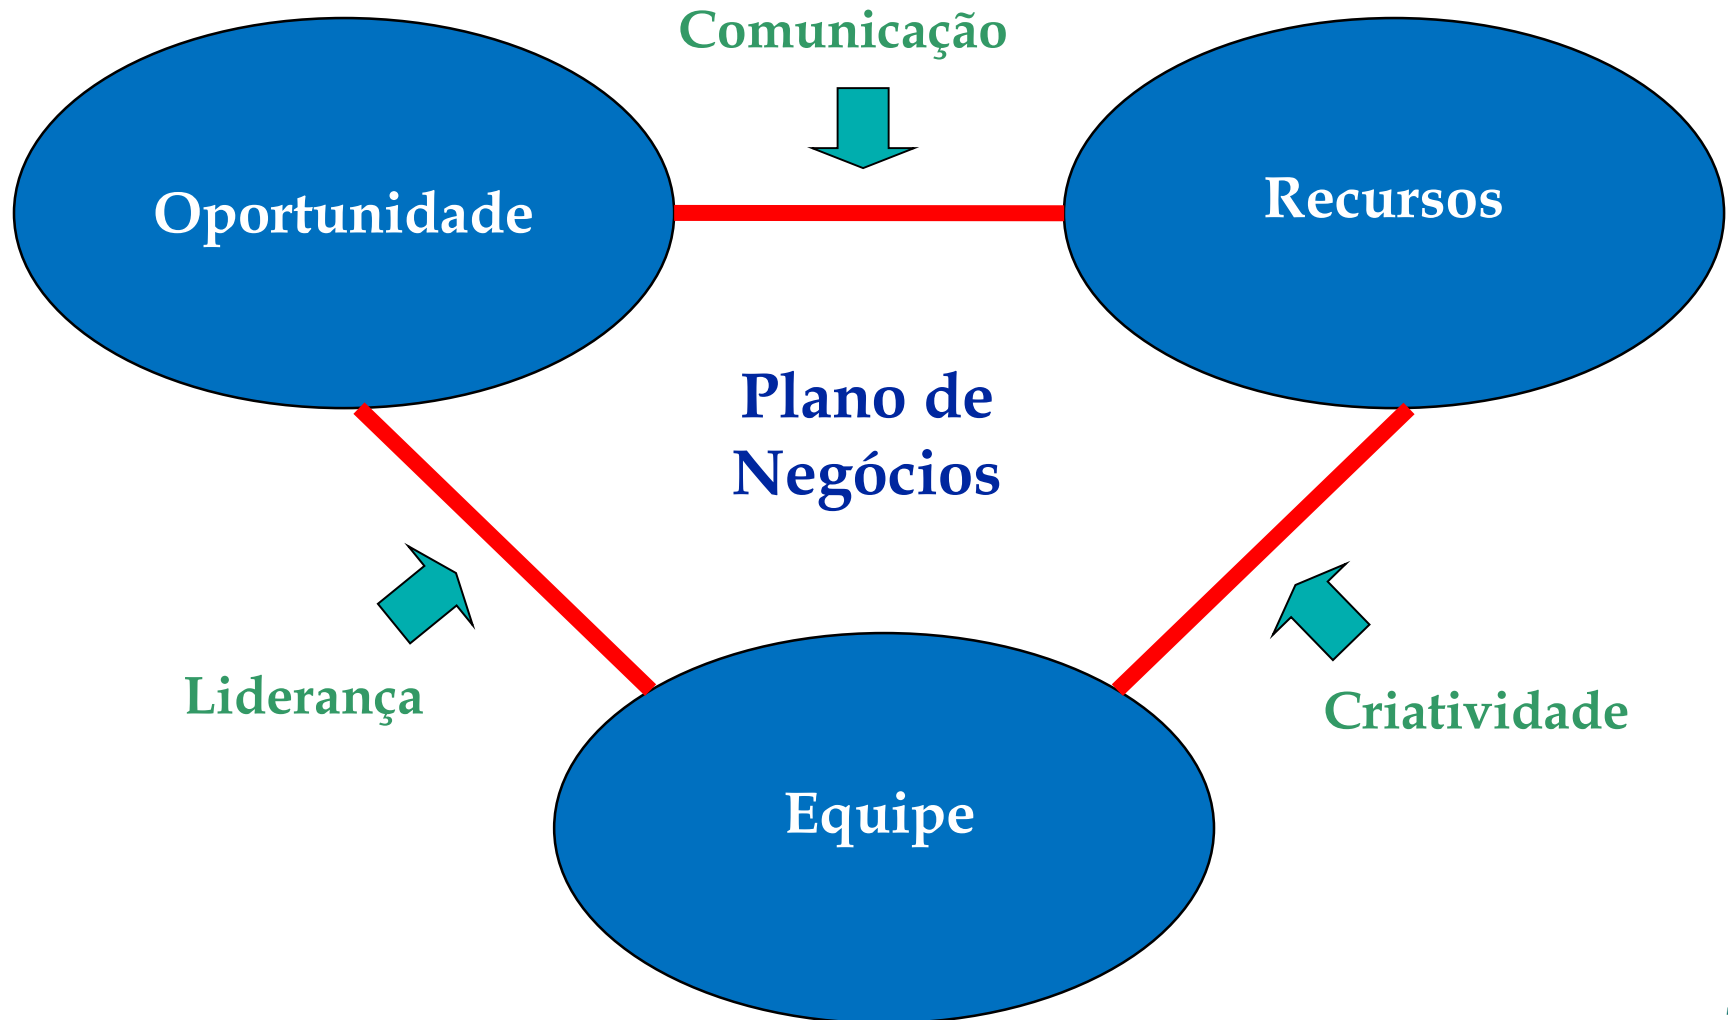 Comunicação
Oportunidade
Recursos
Plano de
Negócios
Liderança
Criatividade
Equipe